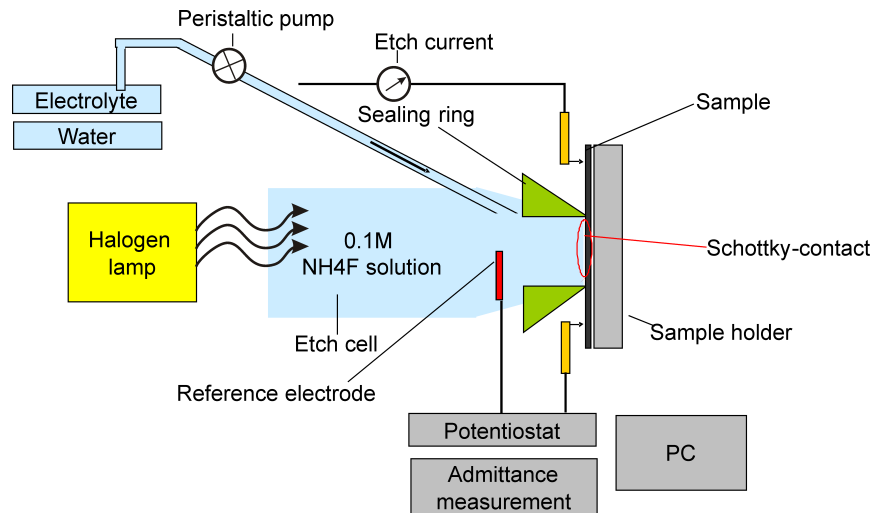 Peristaltic pump
Etch current
Electrolyte
Sealing ring
Sample
Water
Halogen
lamp
0.1M
NH4F solution
Schottky-contact
Etch cell
Sample holder
Reference electrode
Potentiostat
PC
Admittance
measurement